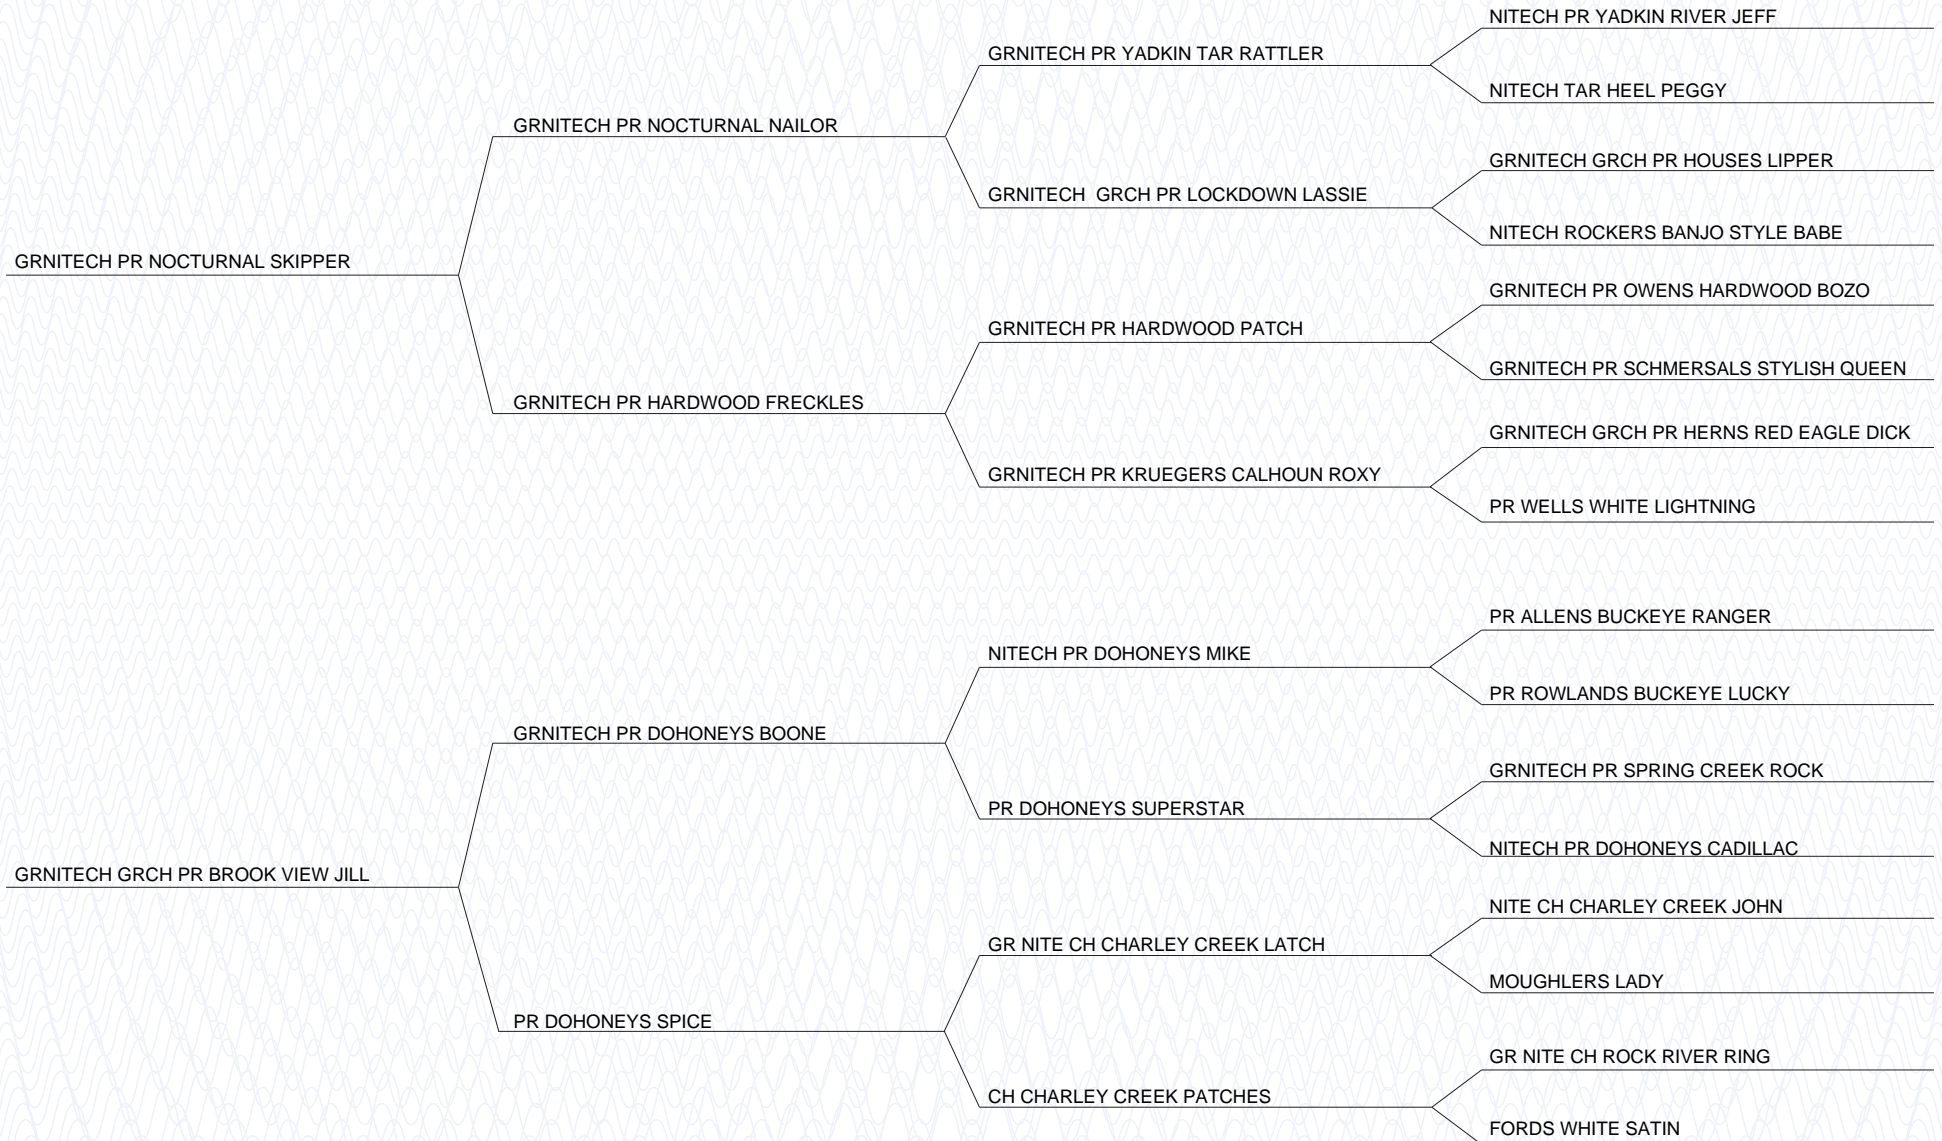 NITECH PR YADKIN RIVER JEFF
GRNITECH PR YADKIN TAR RATTLER
NITECH TAR HEEL PEGGY
GRNITECH PR NOCTURNAL NAILOR
GRNITECH GRCH PR HOUSES LIPPER
GRNITECH  GRCH PR LOCKDOWN LASSIE
NITECH ROCKERS BANJO STYLE BABE
GRNITECH PR NOCTURNAL SKIPPER
GRNITECH PR OWENS HARDWOOD BOZO
GRNITECH PR HARDWOOD PATCH
GRNITECH PR SCHMERSALS STYLISH QUEEN
GRNITECH PR HARDWOOD FRECKLES
GRNITECH GRCH PR HERNS RED EAGLE DICK
GRNITECH PR KRUEGERS CALHOUN ROXY
PR WELLS WHITE LIGHTNING
PR ALLENS BUCKEYE RANGER
NITECH PR DOHONEYS MIKE
PR ROWLANDS BUCKEYE LUCKY
GRNITECH PR DOHONEYS BOONE
GRNITECH PR SPRING CREEK ROCK
PR DOHONEYS SUPERSTAR
NITECH PR DOHONEYS CADILLAC
GRNITECH GRCH PR BROOK VIEW JILL
NITE CH CHARLEY CREEK JOHN
GR NITE CH CHARLEY CREEK LATCH
MOUGHLERS LADY
PR DOHONEYS SPICE
GR NITE CH ROCK RIVER RING
CH CHARLEY CREEK PATCHES
FORDS WHITE SATIN